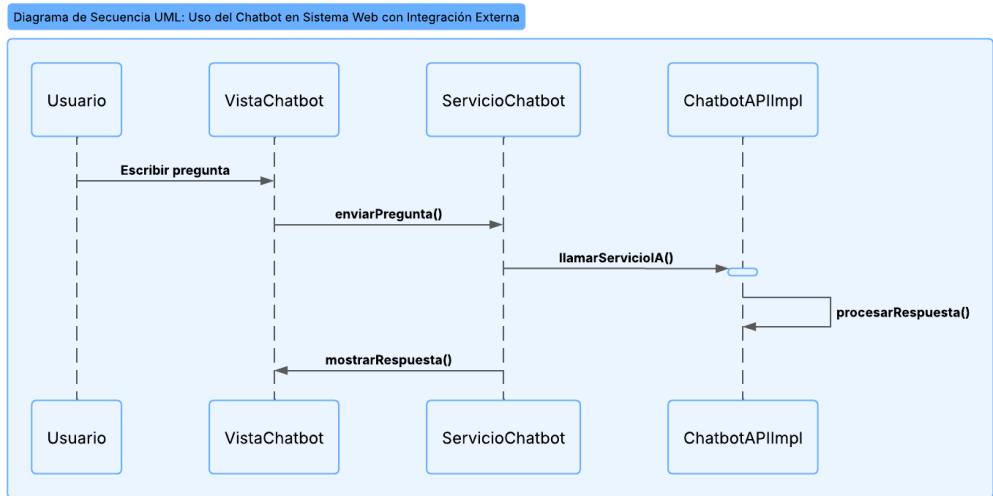 Diagrama de Secuencia UML: Uso del Chatbot en Sistema Web con Integración Externa
Usuario
VistaChatbot
ServicioChatbot
ChatbotAPIImpl
Escribir pregunta
enviarPregunta()
llamarServicioIA()
procesarRespuesta()
mostrarRespuesta()
Usuario
VistaChatbot
ServicioChatbot
ChatbotAPIImpl